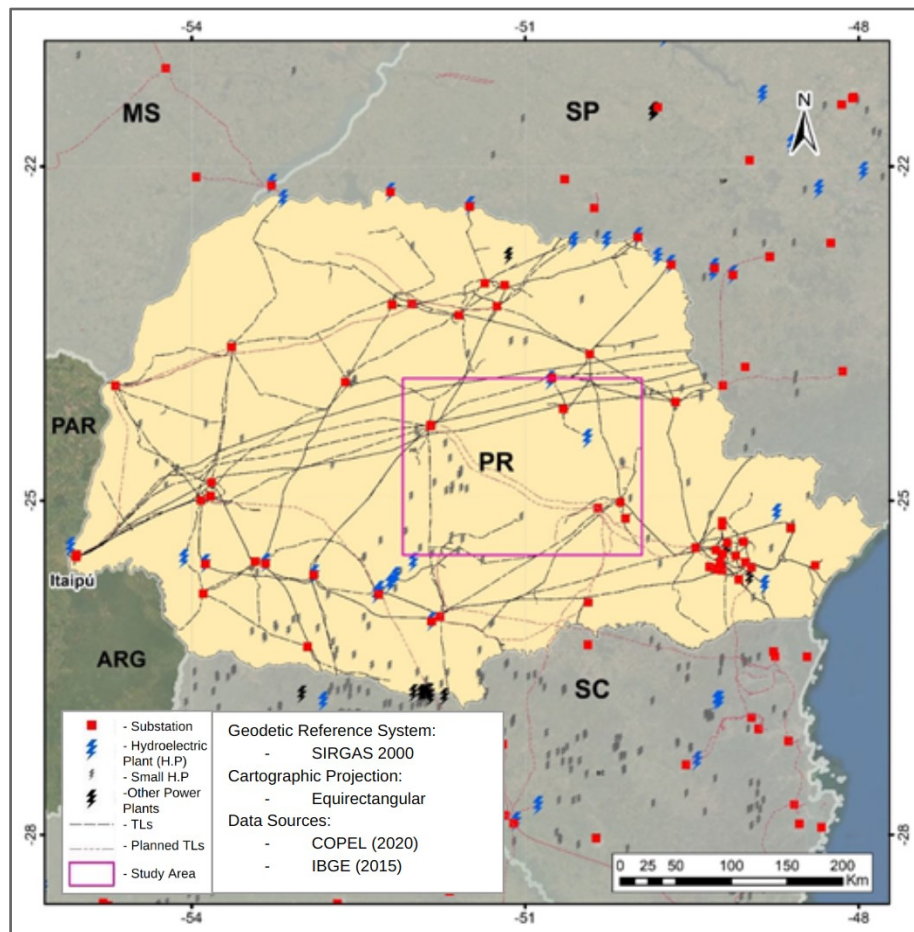 -54 -51 -48
MS
SP
N
-22 -22
PAR
PR
-25 -25
Itaipú
ARG
SC
- Substation
- Hydroelectric
Plant (H.P)
- Small H.P
-Other Power
Plants
- TLs
- Planned TLs
- Study Area
Geodetic Reference System:
- SIRGAS 2000
Cartographic Projection:
- Equirectangular
Data Sources:
- COPEL (2020)
- IBGE (2015)
-28 -28
0 25 50 100 150 200
Km
-54 -51 -48